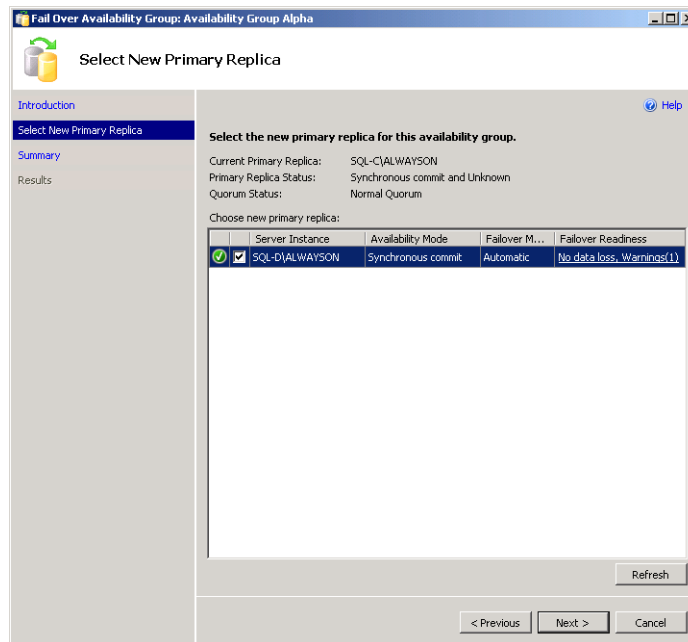 Fail Over Availability Group: Availability Group Alpha
Select New Primary Replica
Introduction
Help
Select New Primary Replica
Select the new primary replica for this availability group.
Summary
Current Primary Replica: SQL-C\ALWAYSON
Primary Replica Status: Synchronous commit and Unknown
Results
Quorum Status: Normal Quorum
Choose new primary replica:
Server Instance Availability Mode Failover M... Failover Readiness
SQL-D\ALWAYSON Synchronous commit Automatic No data loss, Warnings(1)
Refresh
< Previous Next > Cancel